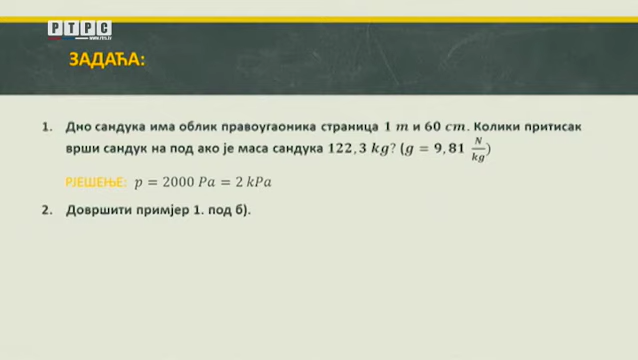 РТРС
ЗАДАЋА:
1. Дно сандука има облик правоугаоника страница 1 m и 60 cm. Колики притисак
врши сандук на под ако је маса сандука 122,3 kg? (g = 9,81 N/kg)
РЈЕШЕЊЕ: p = 2000 Pa = 2 kPa
2. Довршити примјер 1. под б).